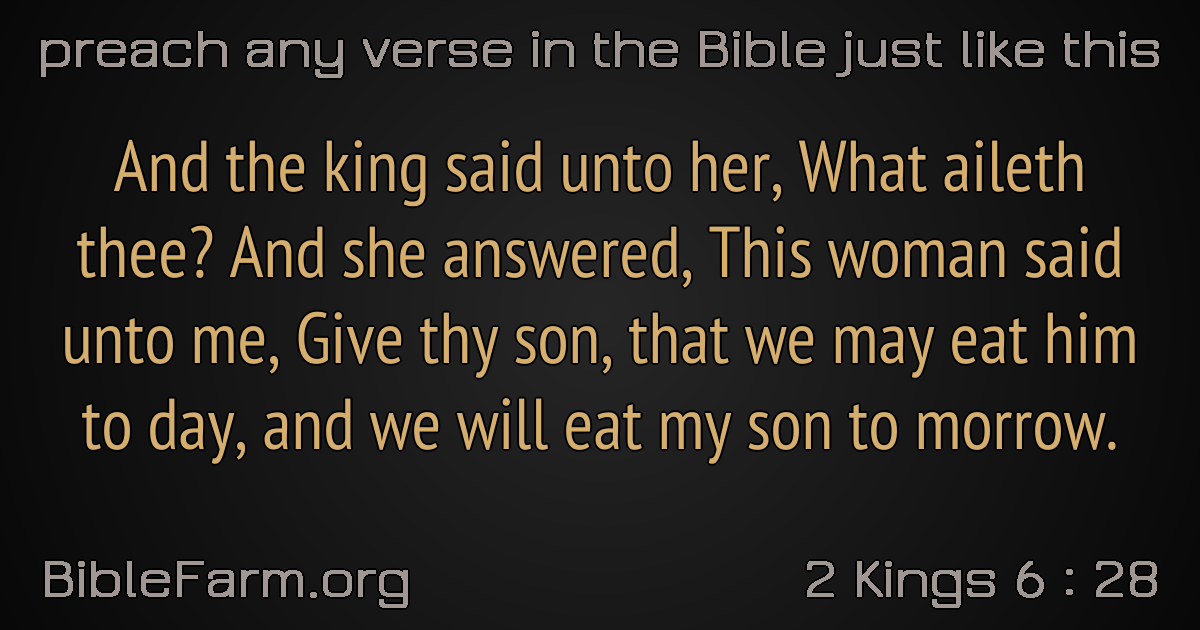 preach any verse in the Bible just like this
And the king said unto her, What aileth
thee? And she answered, This woman said
unto me, Give thy son, that we may eat him
to day, and we will eat my son to morrow.
BibleFarm.org
2 Kings 6 : 28